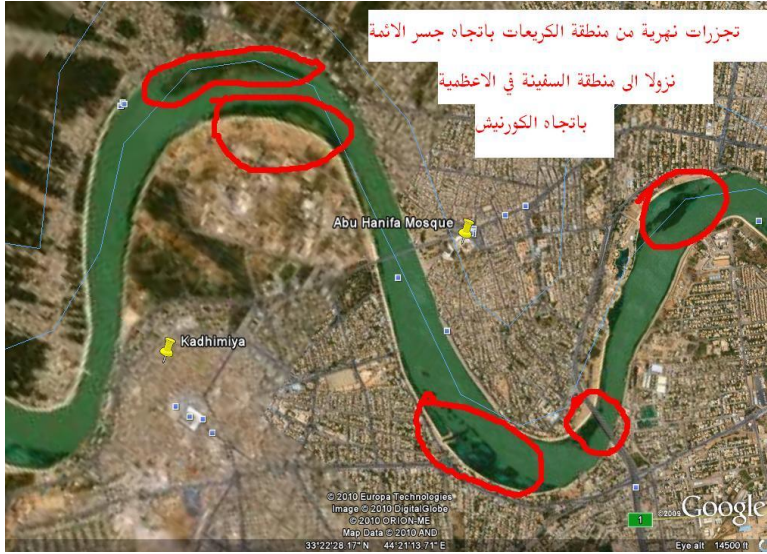 تجزرات نهرية من منطقة الكريعات باتجاه جسر الائمة
نزولا الى منطقة السفينة في الاعظمية
باتجاه الكورنيش
Abu Hanifa Mosque
Kadhimiya
© 2010 Europa Technologies
Image © 2010 DigitalGlobe
© 2010 ORION-ME
Map Data © 2010 AND
1
©2009 Google
33°22'28.17" N 44°21'13.71" E
Eye alt 14500 ft